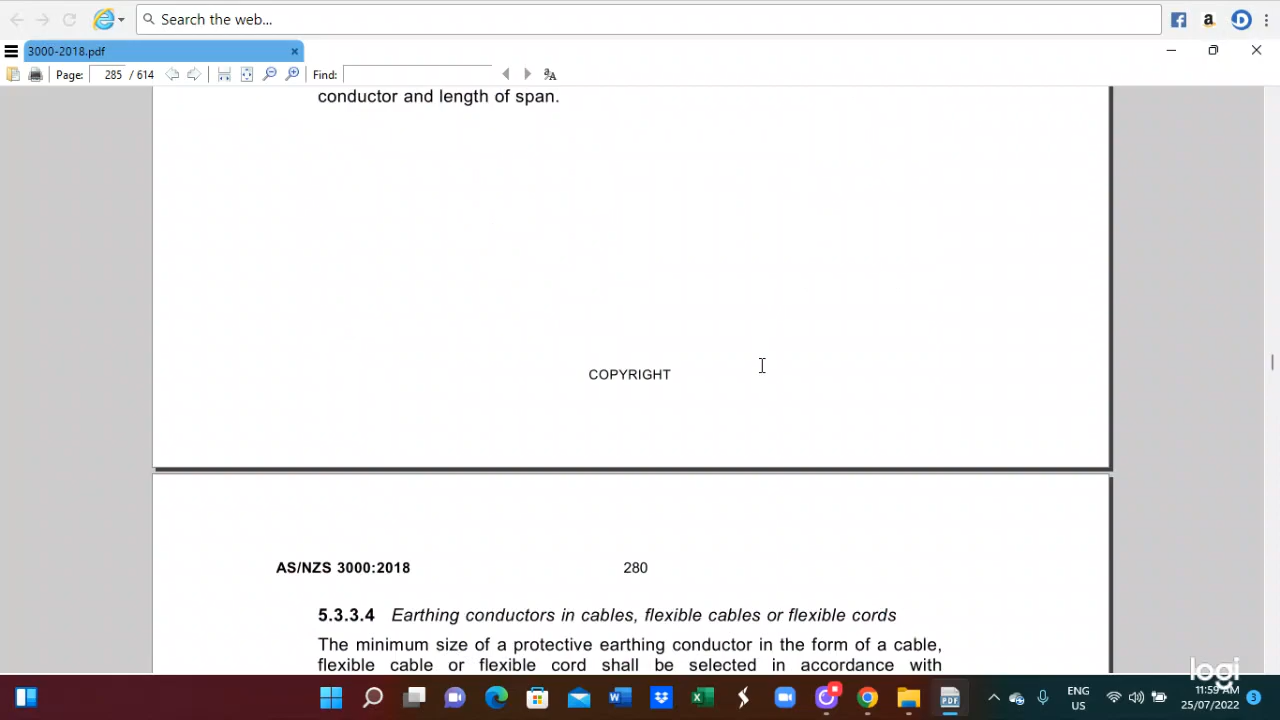 Search the web...
3000-2018.pdf
Page: 285 / 614 Find:
conductor and length of span.
COPYRIGHT
AS/NZS 3000:2018 280
5.3.3.4 Earthing conductors in cables, flexible cables or flexible cords
The minimum size of a protective earthing conductor in the form of a cable,
flexible cable or flexible cord shall be selected in accordance with
logi
ENG
US
11:59 AM
25/07/2022
3